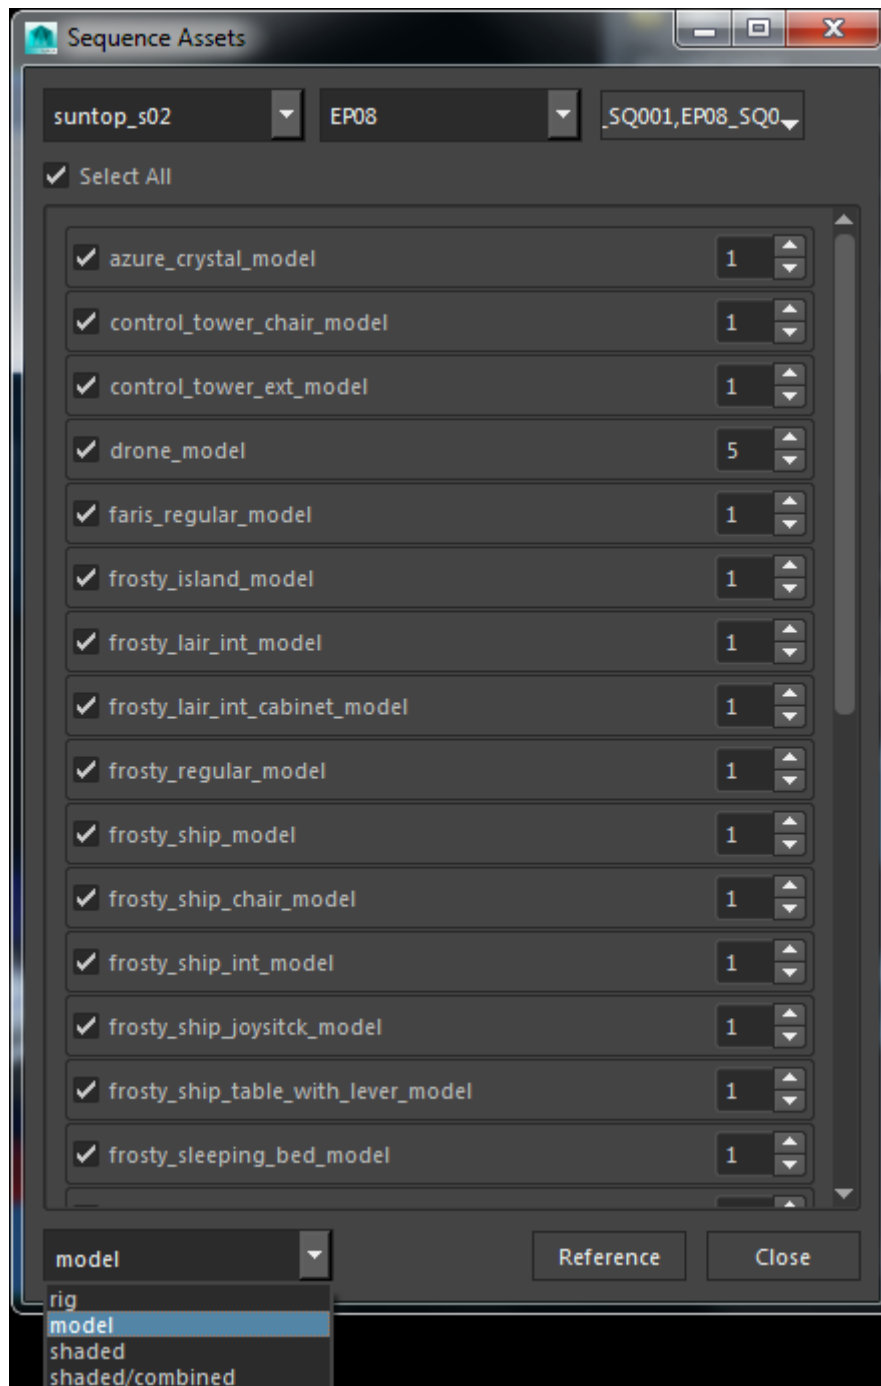 Sequence Assets
suntop_s02 EP08 _SQ001,EP08_SQ0
Select All
azure_crystal_model 1
control_tower_chair_model 1
control_tower_ext_model 1
drone_model 5
faris_regular_model 1
frosty_island_model 1
frosty_lair_int_model 1
frosty_lair_int_cabinet_model 1
frosty_regular_model 1
frosty_ship_model 1
frosty_ship_chair_model 1
frosty_ship_int_model 1
frosty_ship_joysitck_model 1
frosty_ship_table_with_lever_model 1
frosty_sleeping_bed_model 1
model Reference Close
rig
model
shaded
shaded/combined